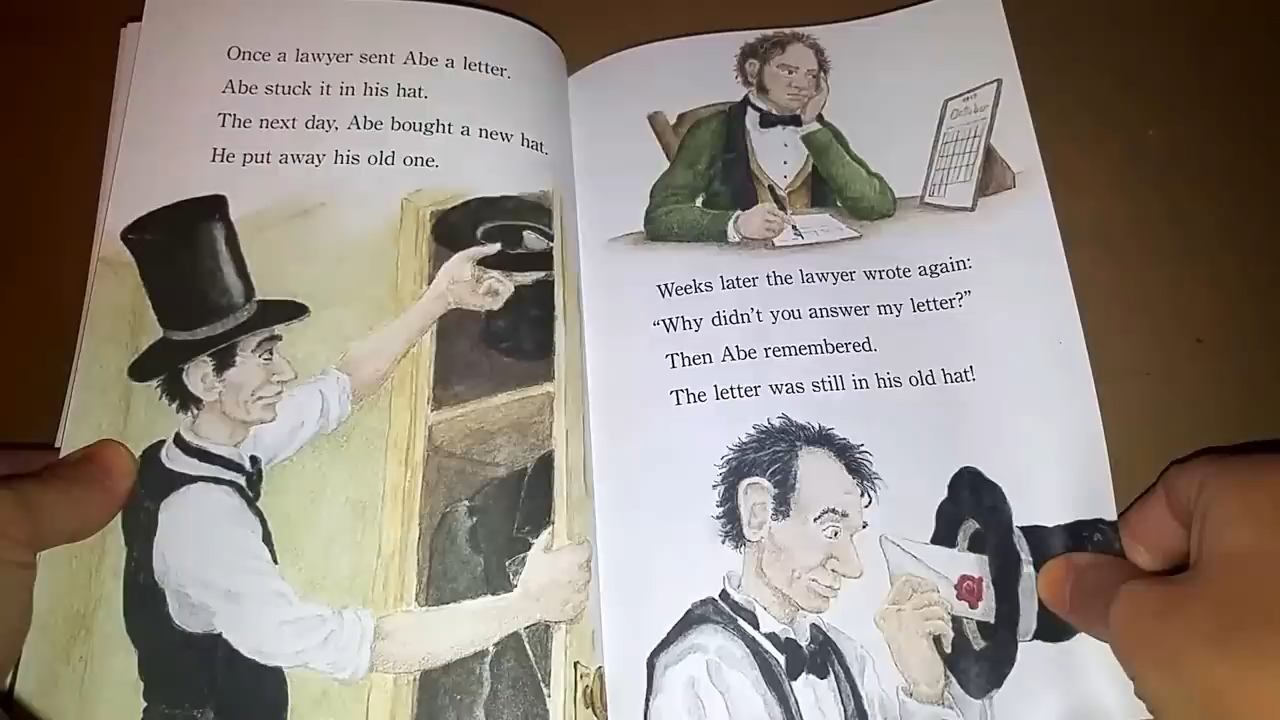 Once a lawyer sent Abe a letter.
Abe stuck it in his hat.
The next day, Abe bought a new hat.
He put away his old one.
October
Weeks later the lawyer wrote again:
“Why didn’t you answer my letter?”
Then Abe remembered.
The letter was still in his old hat!